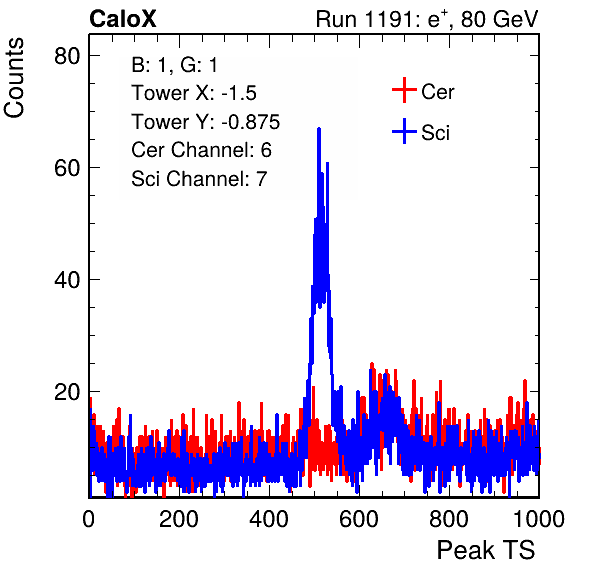 CaloX Run 1191: e+, 80 GeV
Counts
80
60
40
20
B: 1, G: 1
Tower X: -1.5
Tower Y: -0.875
Cer Channel: 6
Sci Channel: 7
Cer
Sci
0 200 400 600 800 1000
Peak TS